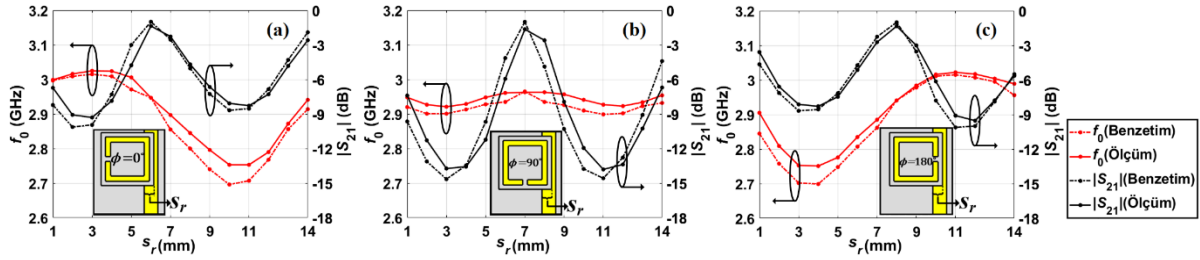 (a)
3.2
3.1
3
2.9
2.8
2.7
2.6
f0 (GHz)
0
-3
-6
-9
-12
-15
-18
|S21| (dB)
ϕ=0°
sr
1 3 5 7 9 11 14
sr (mm)
(b)
3.2
3.1
3
2.9
2.8
2.7
2.6
f0 (GHz)
0
-3
-6
-9
-12
-15
-18
|S21| (dB)
ϕ=90°
sr
1 3 5 7 9 11 14
sr (mm)
(c)
3.2
3.1
3
2.9
2.8
2.7
2.6
f0 (GHz)
0
-3
-6
-9
-12
-15
-18
|S21| (dB)
ϕ=180°
sr
1 3 5 7 9 11 14
sr (mm)
f0 (Benzetim)
f0 (Ölçüm)
|S21| (Benzetim)
|S21| (Ölçüm)